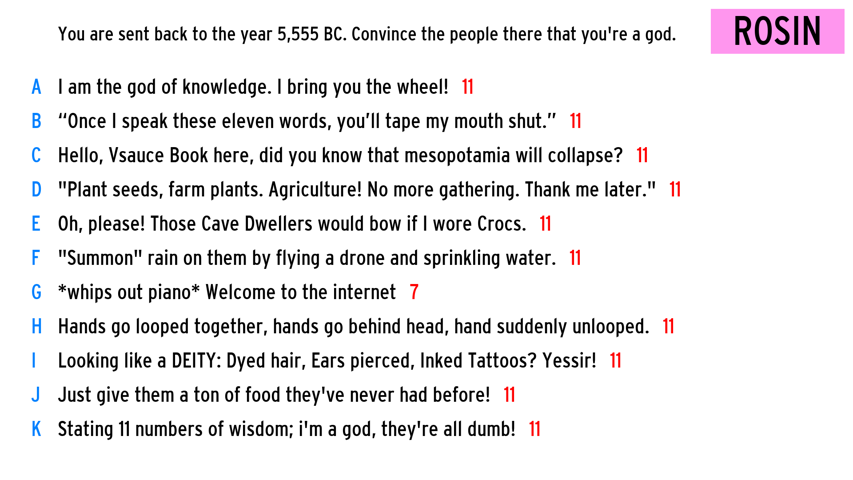 You are sent back to the year 5,555 BC. Convince the people there that you're a god.
ROSIN
A I am the god of knowledge. I bring you the wheel! 11
B “Once I speak these eleven words, you’ll tape my mouth shut.” 11
C Hello, Vsauce Book here, did you know that mesopotamia will collapse? 11
D "Plant seeds, farm plants. Agriculture! No more gathering. Thank me later." 11
E Oh, please! Those Cave Dwellers would bow if I wore Crocs. 11
F "Summon" rain on them by flying a drone and sprinkling water. 11
G *whips out piano* Welcome to the internet 7
H Hands go looped together, hands go behind head, hand suddenly unlooped. 11
I Looking like a DEITY: Dyed hair, Ears pierced, Inked Tattoos? Yessir! 11
J Just give them a ton of food they've never had before! 11
K Stating 11 numbers of wisdom; i'm a god, they're all dumb! 11